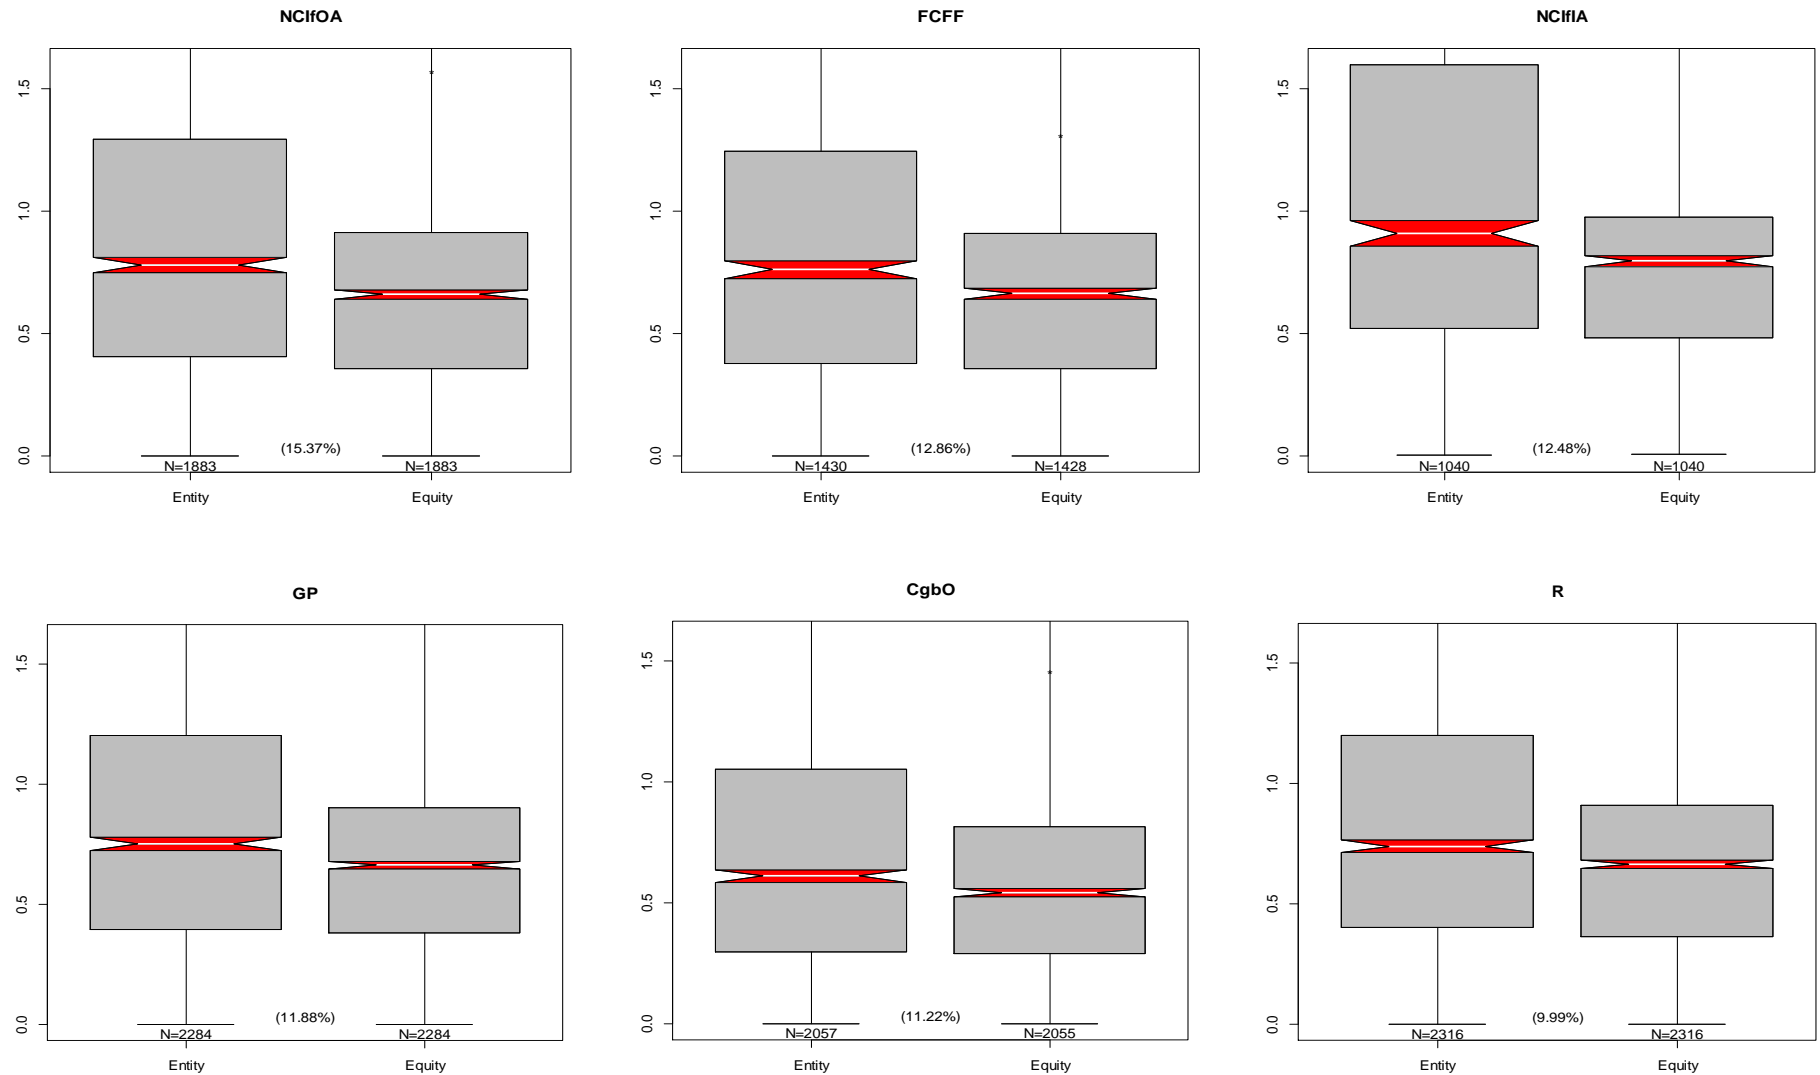 NCIfOA
1.5
1.0
0.5
0.0
(15.37%)
N=1883
N=1883
Entity
Equity
FCFF
1.5
1.0
0.5
0.0
(12.86%)
N=1430
N=1428
Entity
Equity
NCIfIA
1.5
1.0
0.5
0.0
(12.48%)
N=1040
N=1040
Entity
Equity
GP
1.5
1.0
0.5
0.0
(11.88%)
N=2284
N=2284
Entity
Equity
CgbO
1.5
1.0
0.5
0.0
(11.22%)
N=2057
N=2055
Entity
Equity
R
1.5
1.0
0.5
0.0
(9.99%)
N=2316
N=2316
Entity
Equity